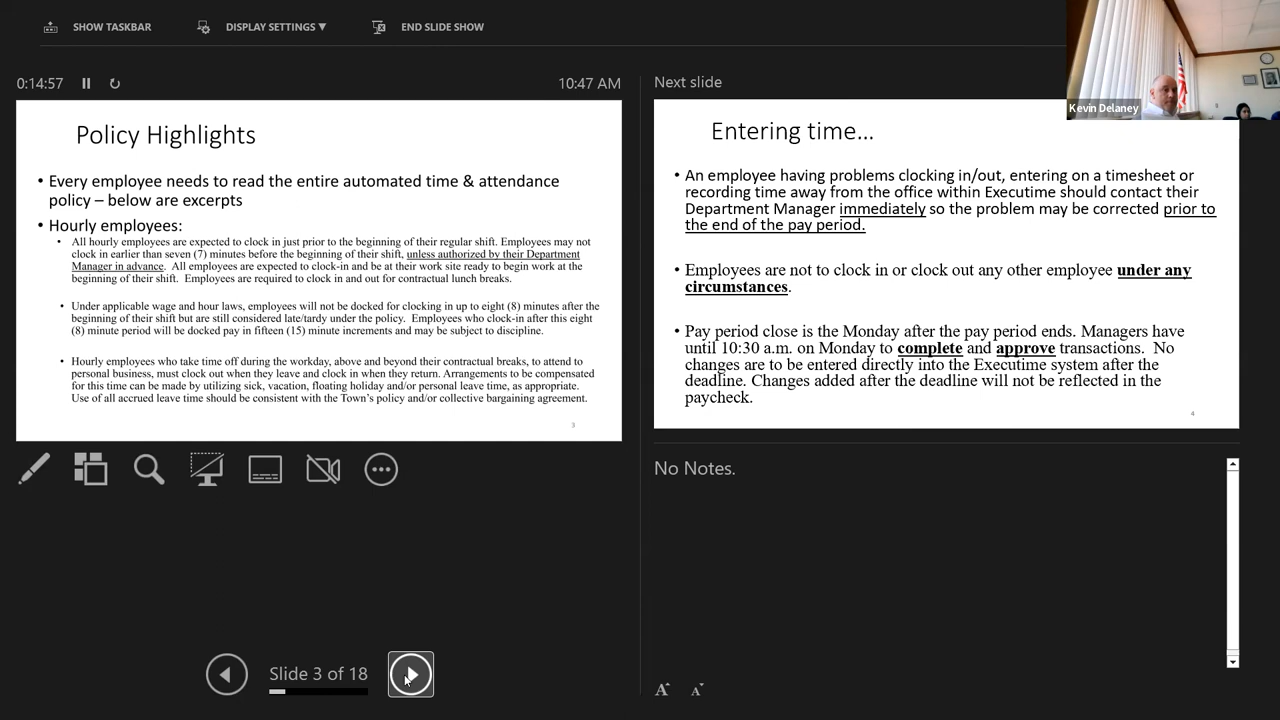 SHOW TASKBAR
DISPLAY SETTINGS ▼
END SLIDE SHOW
Kevin Delaney
0:14:57
10:47 AM
Policy Highlights
• Every employee needs to read the entire automated time & attendance
policy – below are excerpts
• Hourly employees:
• All hourly employees are expected to clock in just prior to the beginning of their regular shift. Employees may not
clock in earlier than seven (7) minutes before the beginning of their shift, unless authorized by their Department
Manager in advance. All employees are expected to clock-in and be at their work site ready to begin work at the
beginning of their shift. Employees are required to clock in and out for contractual lunch breaks.
• Under applicable wage and hour laws, employees will not be docked for clocking in up to eight (8) minutes after the
beginning of their shift but are still considered late/tardy under the policy. Employees who clock-in after this eight
(8) minute period will be docked pay in fifteen (15) minute increments and may be subject to discipline.
• Hourly employees who take time off during the workday, above and beyond their contractual breaks, to attend to
personal business, must clock out when they leave and clock in when they return. Arrangements to be compensated
for this time can be made by utilizing sick, vacation, floating holiday and/or personal leave time, as appropriate.
Use of all accrued leave time should be consistent with the Town's policy and/or collective bargaining agreement.
3
Next slide
Entering time...
• An employee having problems clocking in/out, entering on a timesheet or
recording time away from the office within Executime should contact their
Department Manager immediately so the problem may be corrected prior to
the end of the pay period.
• Employees are not to clock in or clock out any other employee under any
circumstances.
• Pay period close is the Monday after the pay period ends. Managers have
until 10:30 a.m. on Monday to complete and approve transactions. No
changes are to be entered directly into the Executime system after the
deadline. Changes added after the deadline will not be reflected in the
paycheck.
4
No Notes.
Slide 3 of 18
A A